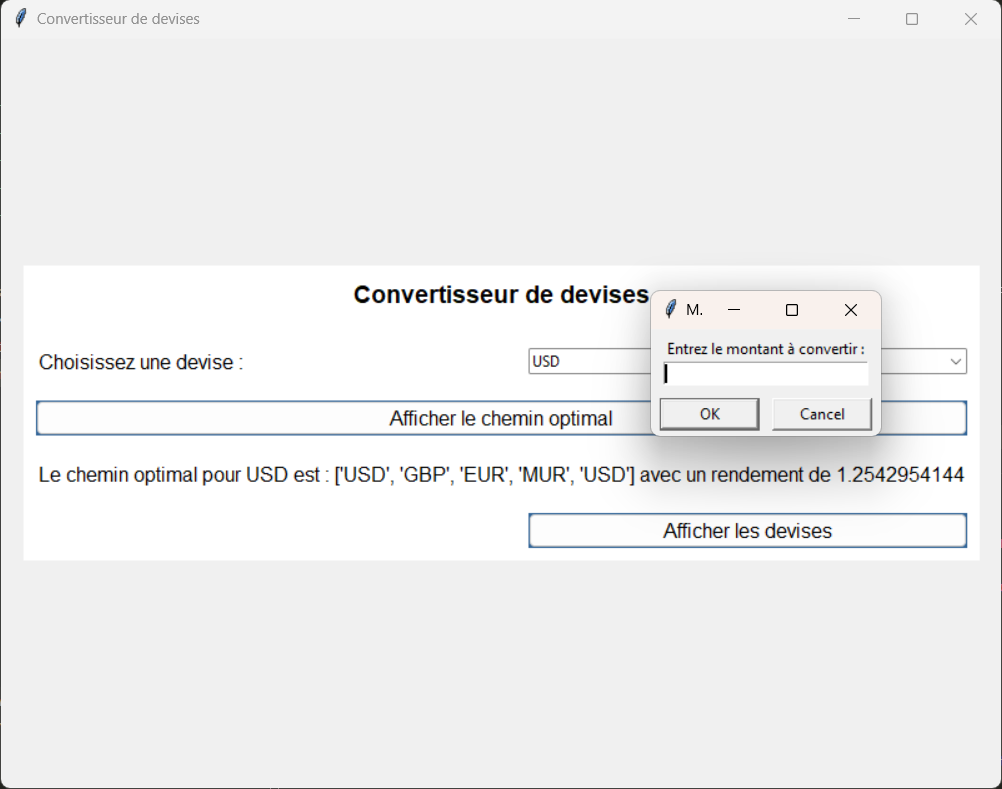 Convertisseur de devises
Convertisseur de devises
M.
Entrez le montant à convertir :
Choisissez une devise :
USD
OK
Cancel
Afficher le chemin optimal
Le chemin optimal pour USD est : ['USD', 'GBP', 'EUR', 'MUR', 'USD'] avec un rendement de 1.2542954144
Afficher les devises